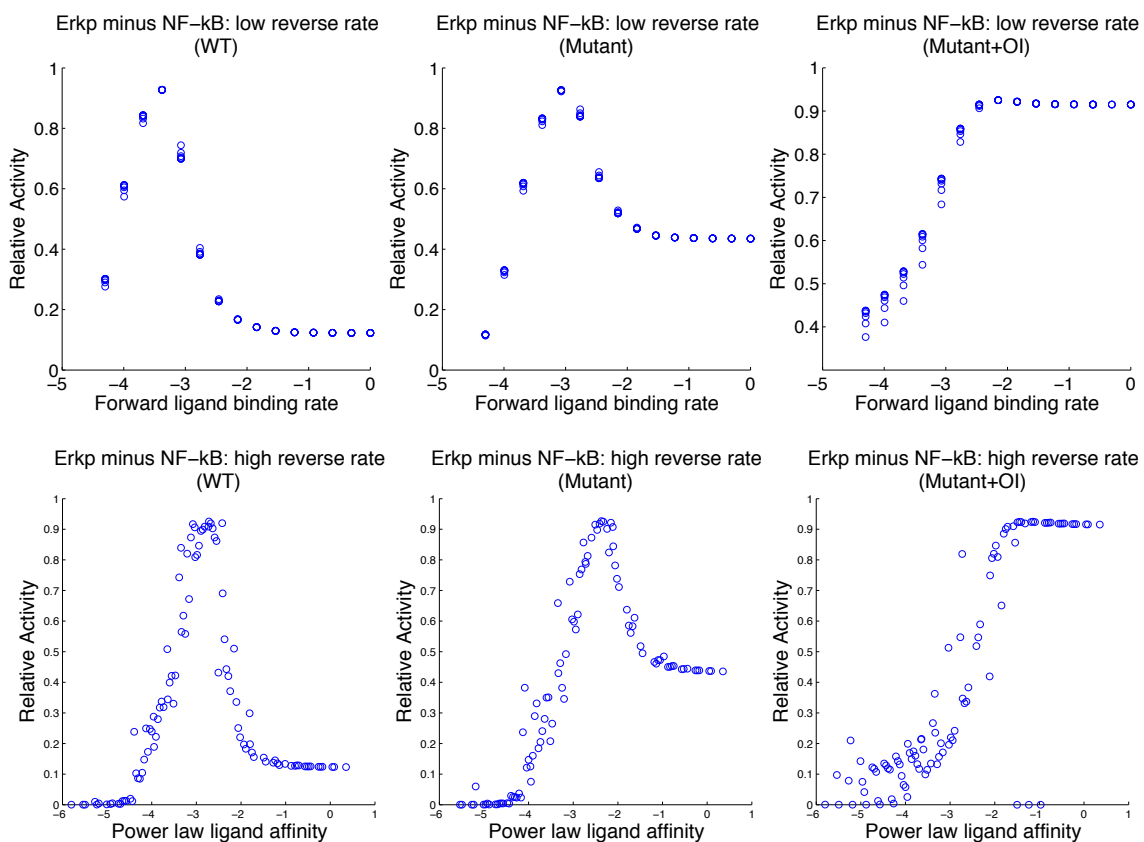 Erkp minus NF−kB: low reverse rate
(WT)
Relative Activity
1
0.8
0.6
0.4
0.2
0
−5 −4 −3 −2 −1 0
Forward ligand binding rate
Erkp minus NF−kB: low reverse rate
(Mutant)
Relative Activity
1
0.8
0.6
0.4
0.2
0
−5 −4 −3 −2 −1 0
Forward ligand binding rate
Erkp minus NF−kB: low reverse rate
(Mutant+OI)
Relative Activity
1
0.9
0.8
0.7
0.6
0.5
0.4
−5 −4 −3 −2 −1 0
Forward ligand binding rate
Erkp minus NF−kB: high reverse rate
(WT)
Relative Activity
1
0.9
0.8
0.7
0.6
0.5
0.4
0.3
0.2
0.1
0
−6 −5 −4 −3 −2 −1 0 1
Power law ligand affinity
Erkp minus NF−kB: high reverse rate
(Mutant)
Relative Activity
1
0.9
0.8
0.7
0.6
0.5
0.4
0.3
0.2
0.1
0
−6 −5 −4 −3 −2 −1 0 1
Power law ligand affinity
Erkp minus NF−kB: high reverse rate
(Mutant+OI)
Relative Activity
1
0.9
0.8
0.7
0.6
0.5
0.4
0.3
0.2
0.1
0
−6 −5 −4 −3 −2 −1 0 1
Power law ligand affinity